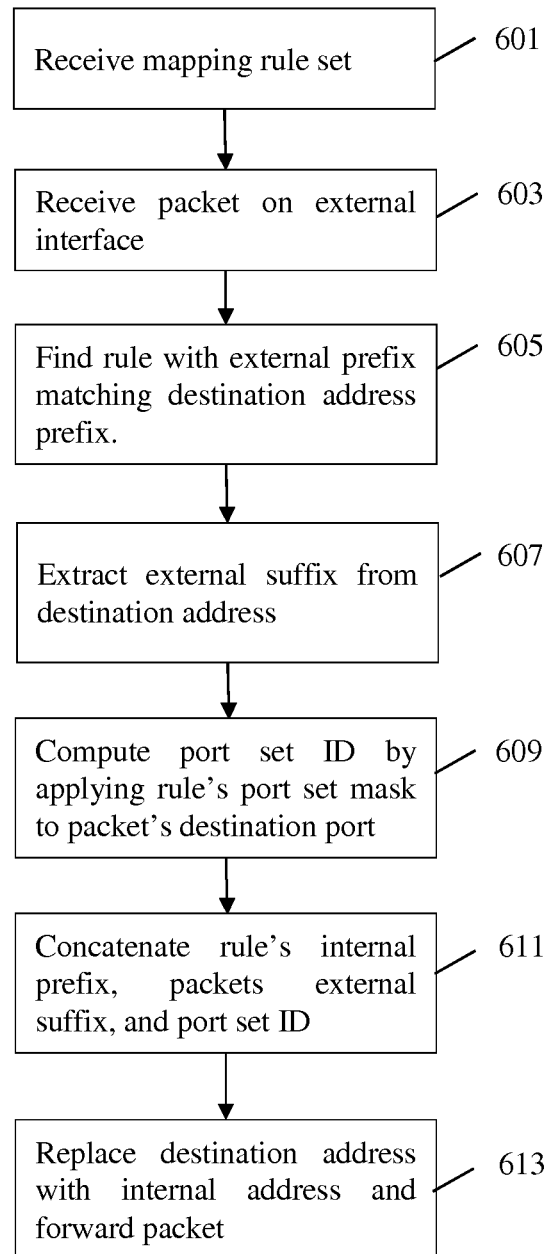 Receive mapping rule set
601
Receive packet on external
interface
603
Find rule with external prefix
matching destination address
prefix.
605
Extract external suffix from
destination address
607
Compute port set ID by
applying rule's port set mask
to packet's destination port
609
Concatenate rule's internal
prefix, packets external
suffix, and port set ID
611
Replace destination address
with internal address and
forward packet
613